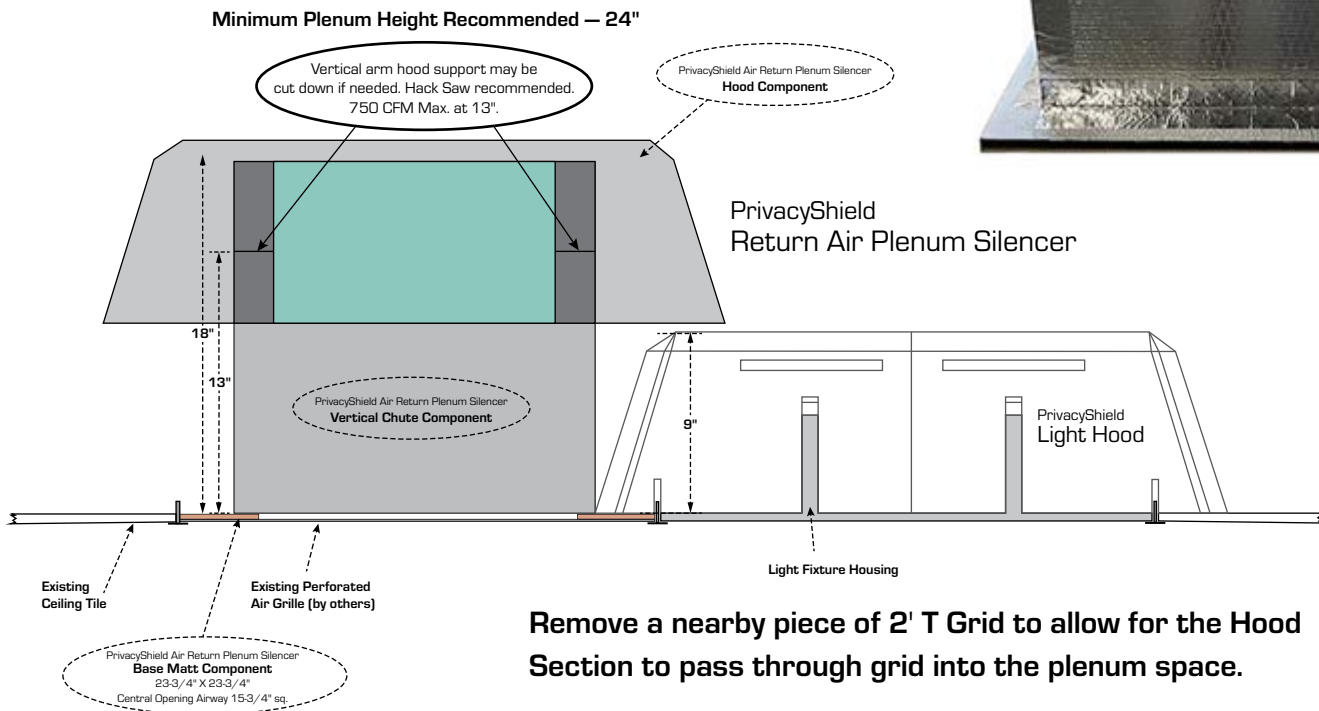 Minimum Plenum Height Recommended — 24"
Vertical arm hood support may be
cut down if needed. Hack Saw recommended.
750 CFM Max. at 13".
PrivacyShield Air Return Plenum Silencer
Hood Component
PrivacyShield
Return Air Plenum Silencer
18"
13"
PrivacyShield Air Return Plenum Silencer
Vertical Chute Component
9"
PrivacyShield
Light Hood
Light Fixture Housing
Existing
Ceiling Tile
Existing Perforated
Air Grille (by others)
PrivacyShield Air Return Plenum Silencer
Base Matt Component
23-3/4" X 23-3/4"
Central Opening Airway 15-3/4" sq.
Remove a nearby piece of 2' T Grid to allow for the Hood
Section to pass through grid into the plenum space.